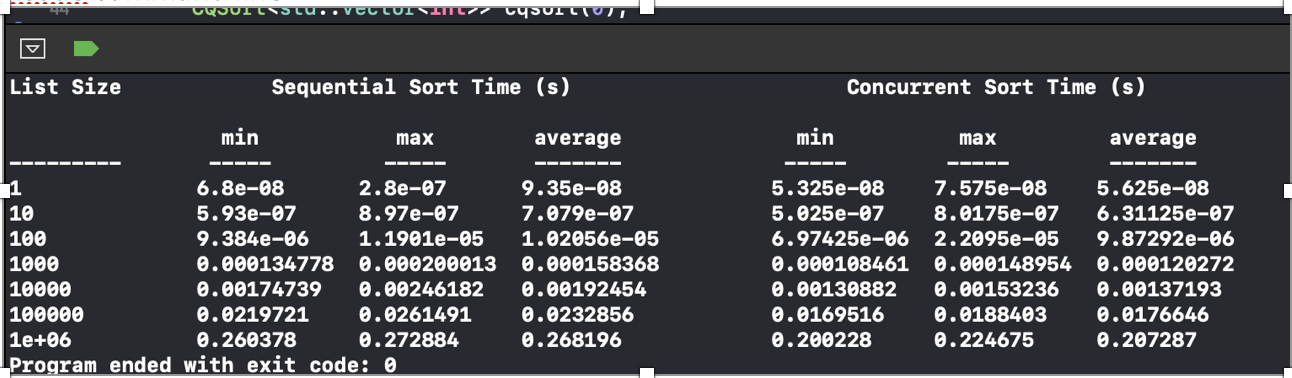 44 CQSort<std::vector<int>> cqsort(0);
List Size Sequential Sort Time (s) Concurrent Sort Time (s)
min max average min max average
--------- ----- ----- ------- ----- ----- -------
1 6.8e-08 2.8e-07 9.35e-08 5.325e-08 7.575e-08 5.625e-08
10 5.93e-07 8.97e-07 7.079e-07 5.025e-07 8.0175e-07 6.31125e-07
100 9.384e-06 1.1901e-05 1.02056e-05 6.97425e-06 2.2095e-05 9.87292e-06
1000 0.000134778 0.000200013 0.000158368 0.000108461 0.000148954 0.000120272
10000 0.00174739 0.00246182 0.00192454 0.00130882 0.00153236 0.00137193
100000 0.0219721 0.0261491 0.0232856 0.0169516 0.0188403 0.0176646
1e+06 0.260378 0.272884 0.268196 0.200228 0.224675 0.207287
Program ended with exit code: 0